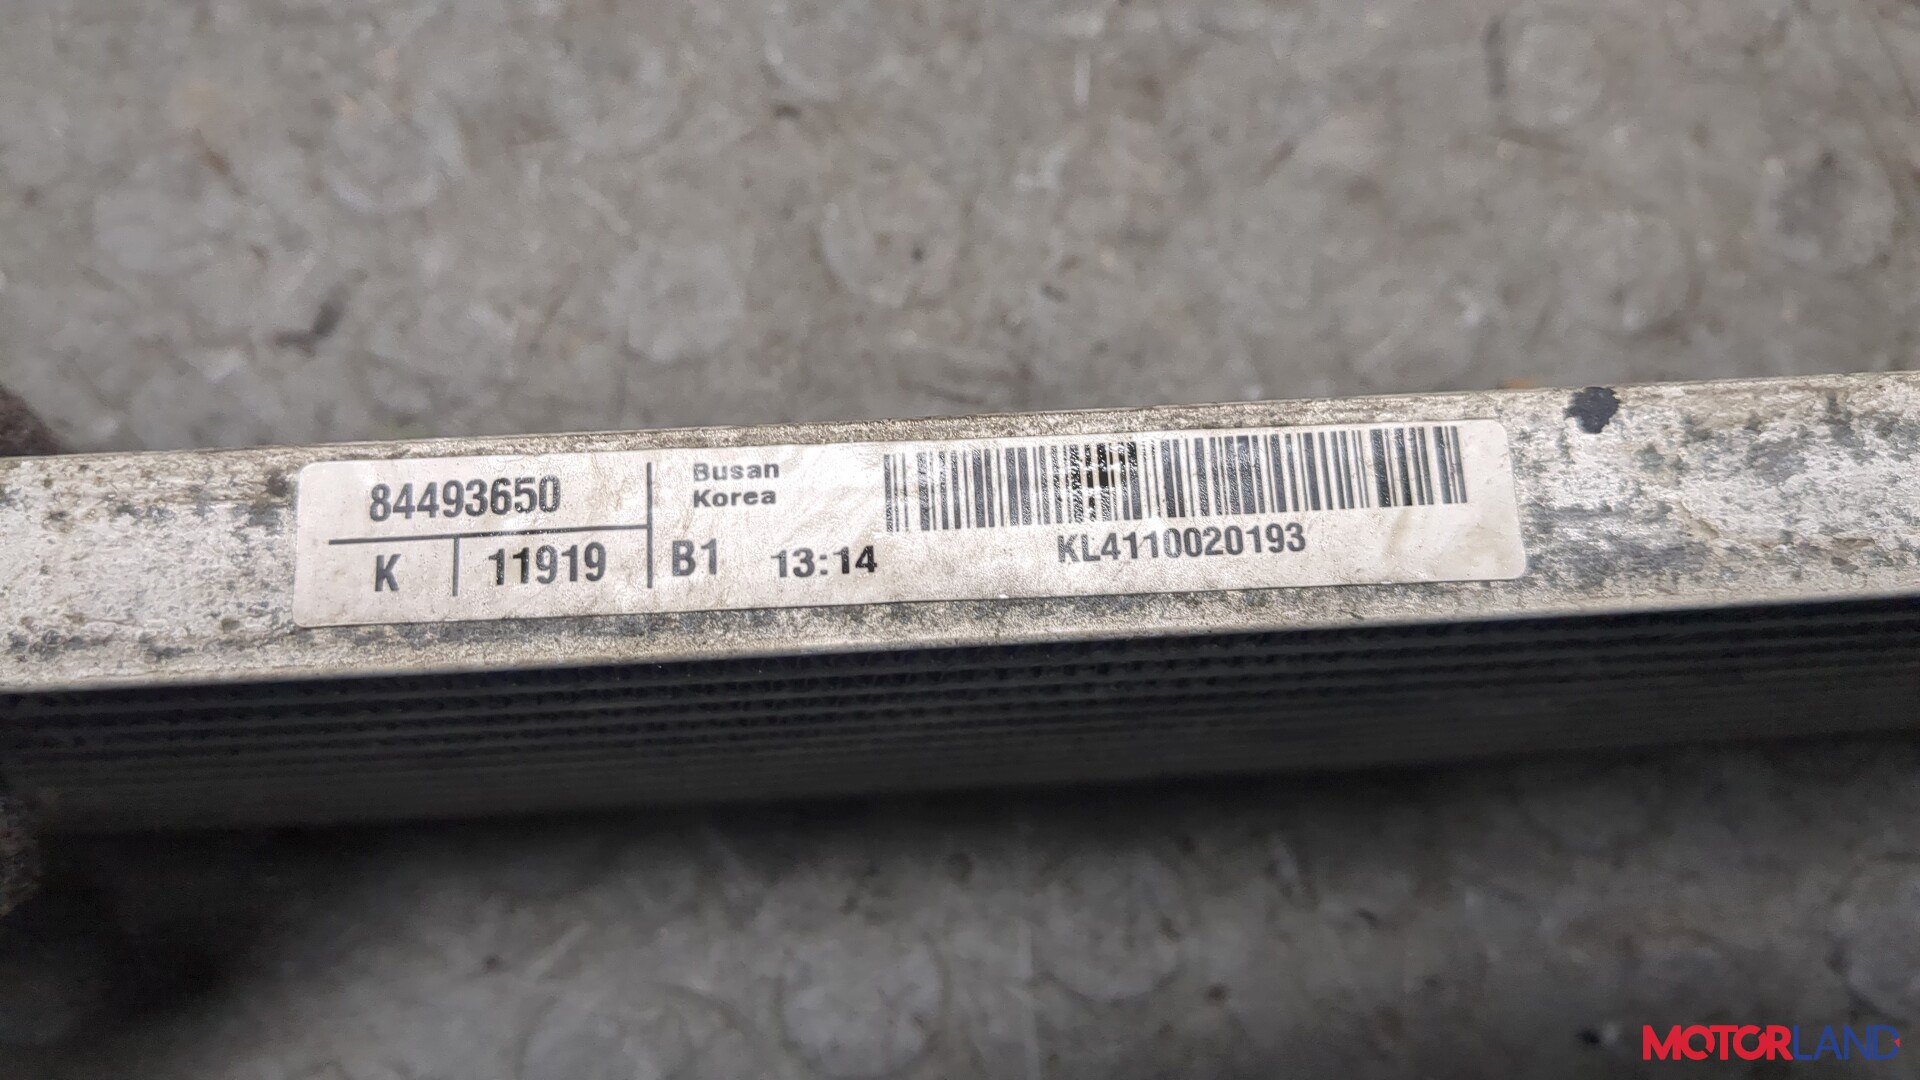 84493650
K 11919
Busan
Korea
B1 13:14
KL4110020193
MOTORLAND